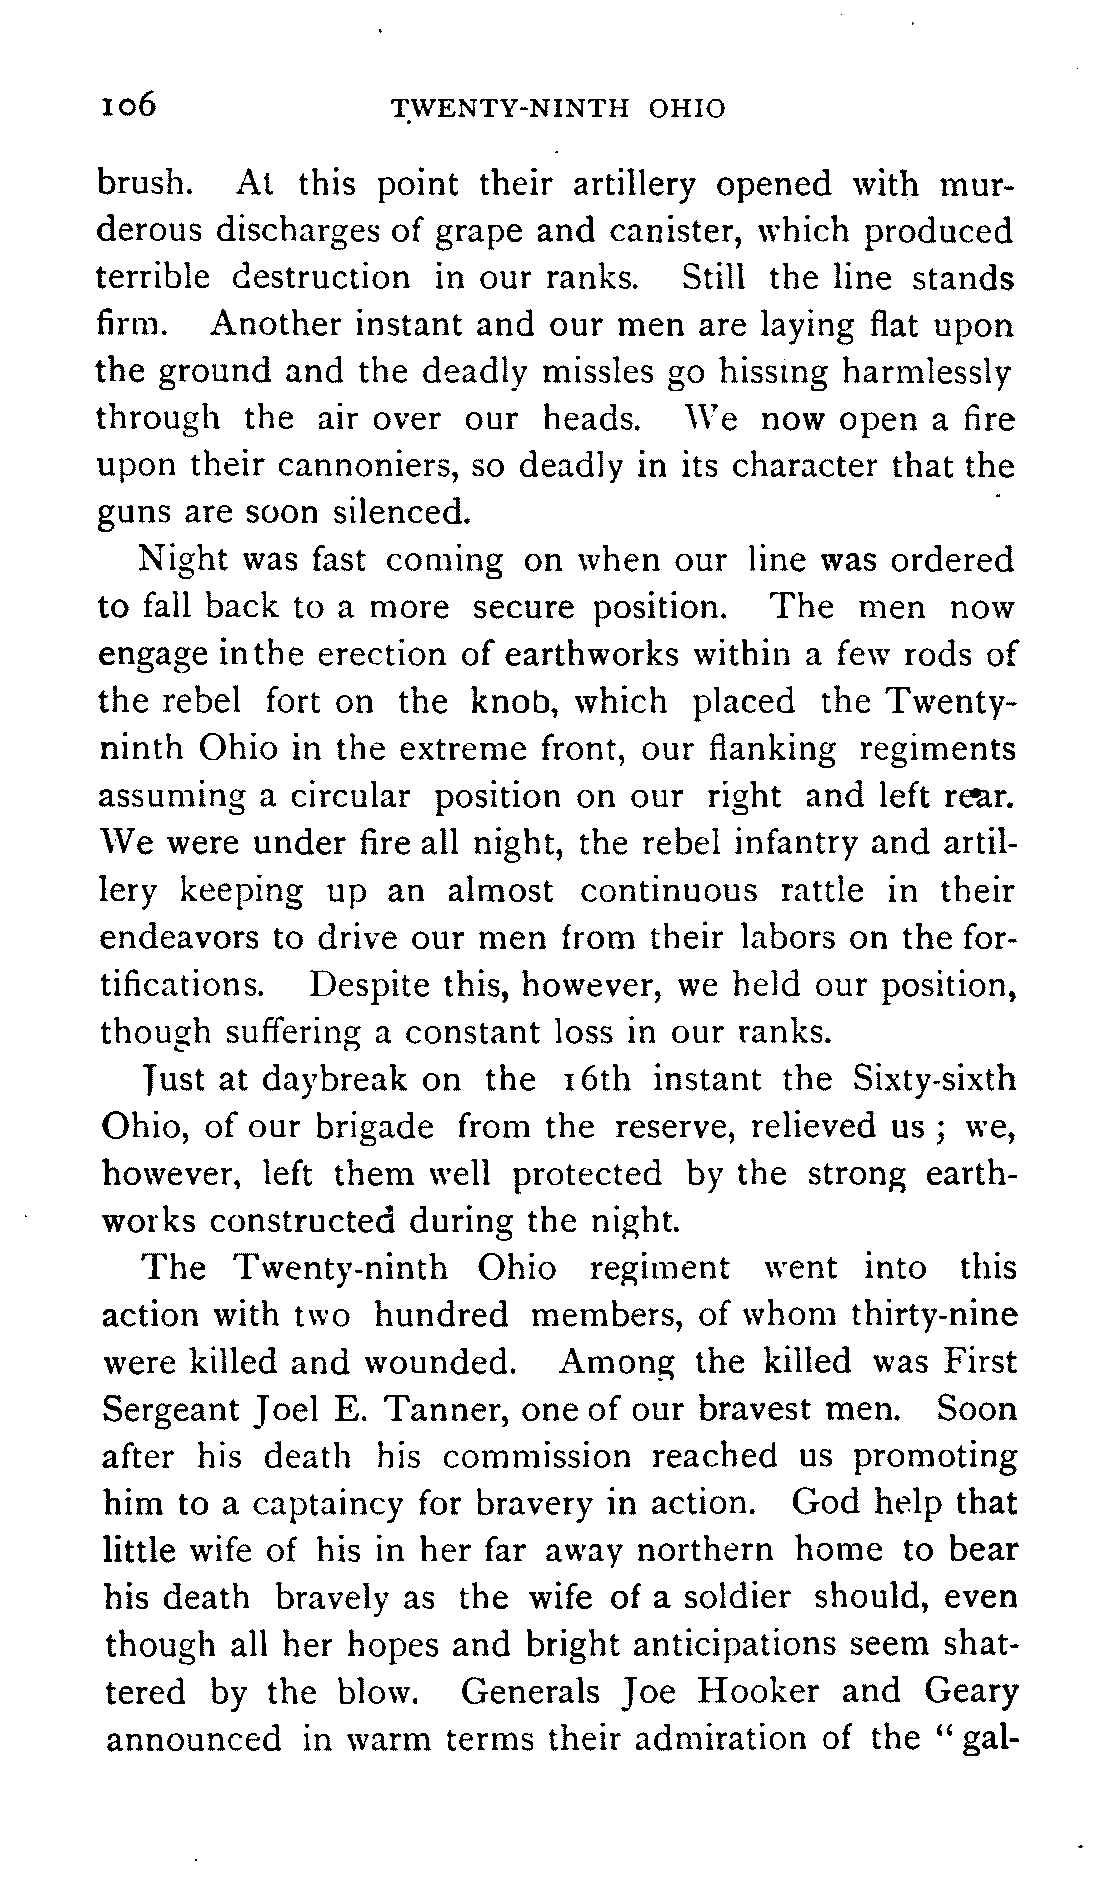 106 TWENTY-NINTH OHIO
brush. At this point their artillery opened with mur-
derous discharges of grape and canister, which produced
terrible destruction in our ranks. Still the line stands
firm. Another instant and our men are laying flat upon
the ground and the deadly missles go hissing harmlessly
through the air over our heads. We now open a fire
upon their cannoniers, so deadly in its character that the
guns are soon silenced.
Night was fast coming on when our line was ordered
to fall back to a more secure position. The men now
engage inthe erection of earthworks within a few rods of
the rebel fort on the knob, which placed the Twenty-
ninth Ohio in the extreme front, our flanking regiments
assuming a circular position on our right and left rear.
We were under fire all night, the rebel infantry and artil-
lery keeping up an almost continuous rattle in their
endeavors to drive our men from their labors on the for-
tifications. Despite this, however, we held our position,
though suffering a constant loss in our ranks.
Just at daybreak on the 16th instant the Sixty-sixth
Ohio, of our brigade from the reserve, relieved us ; we,
however, left them well protected by the strong earth-
works constructed during the night.
The Twenty-ninth Ohio regiment went into this
action with two hundred members, of whom thirty-nine
were killed and wounded. Among the killed was First
Sergeant Joel E. Tanner, one of our bravest men. Soon
after his death his commission reached us promoting
him to a captaincy for bravery in action. God help that
little wife of his in her far away northern home to bear
his death bravely as the wife of a soldier should, even
though all her hopes and bright anticipations seem shat-
tered by the blow. Generals Joe Hooker and Geary
announced in warm terms their admiration of the “ gal-